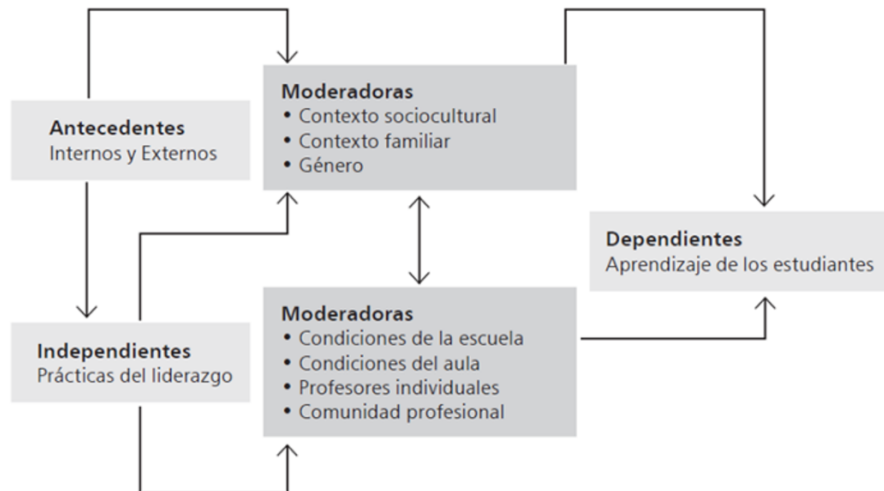 Antecedentes
Internos y Externos
Moderadoras
• Contexto sociocultural
• Contexto familiar
• Género
Dependientes
Aprendizaje de los estudiantes
Independientes
Prácticas del liderazgo
Moderadoras
• Condiciones de la escuela
• Condiciones del aula
• Profesores individuales
• Comunidad profesional